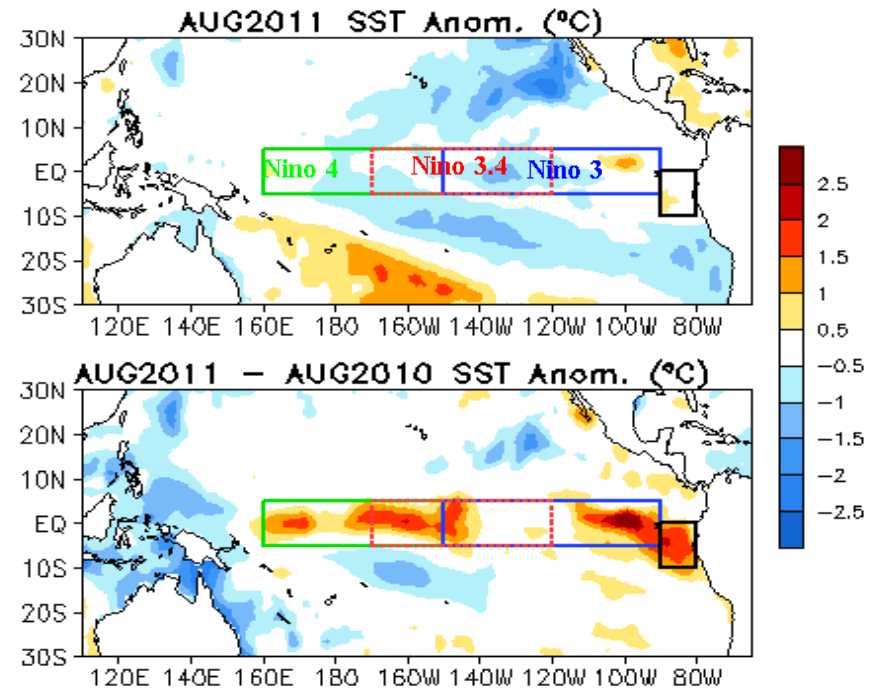 AUG2011 SST Anom. (°C)
30N
20N
10N
EQ
10S
20S
30S
Nino 4
Nino 3.4
Nino 3
120E 140E 160E 180 160W 140W 120W 100W 80W
AUG2011 – AUG2010 SST Anom. (°C)
30N
20N
10N
EQ
10S
20S
30S
120E 140E 160E 180 160W 140W 120W 100W 80W
2.5
2
1.5
1
0.5
-0.5
-1
-1.5
-2
-2.5